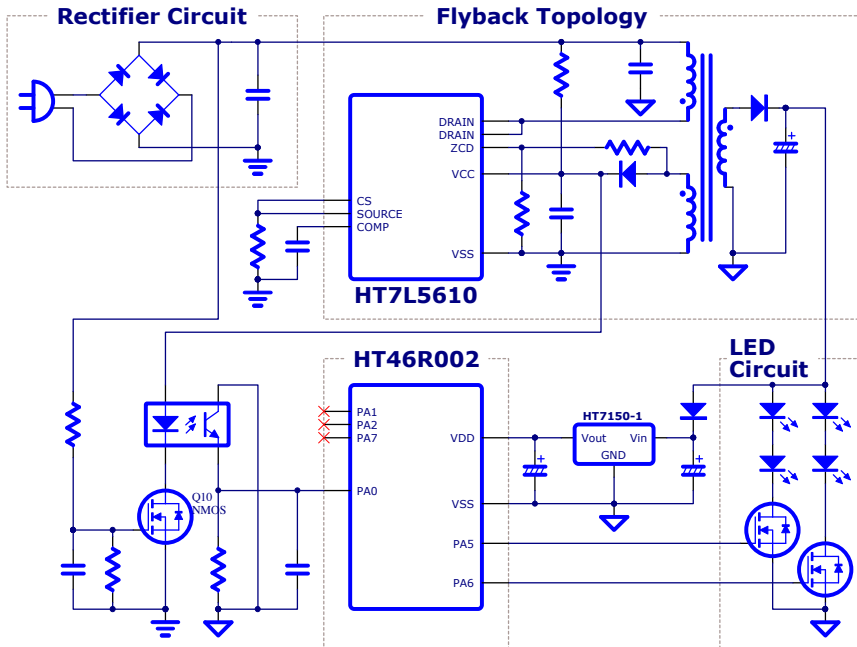 Rectifier Circuit
Flyback Topology
DRAIN
DRAIN
ZCD
VCC
CS
SOURCE
COMP
VSS
HT7L5610
HT46R002
LED
Circuit
PA1
PA2
PA7
VDD
HT7150-1
Vout
Vin
GND
PA0
VSS
Q10
NMOS
PA5
PA6
+
+
+